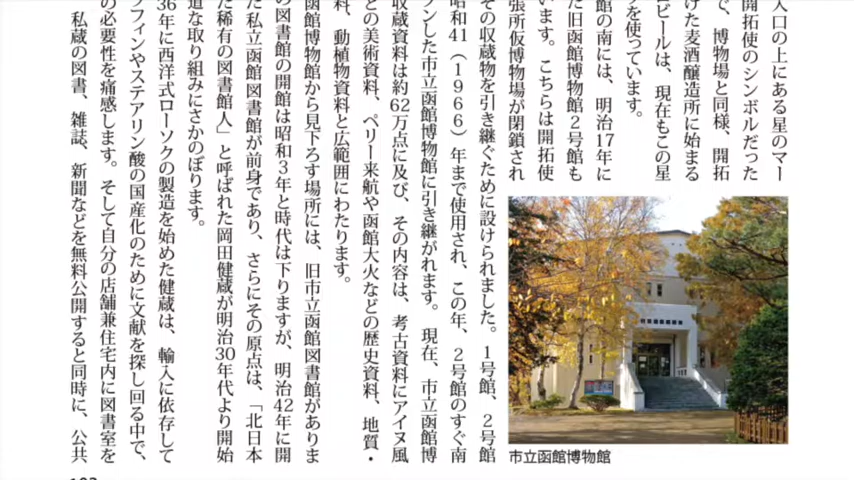 入口の上にある星のマー
開拓使のシンボルだった
で、博物場と同様、開拓
けた麦酒醸造所に始まる
ビールは、現在もこの星
を使っています。
館の南には、明治17年に
た旧函館博物館2号館も
います。こちらは開拓使
張所仮博物場が閉鎖され
その収蔵物を引き継ぐために設けられました。1号館、2号館
昭和41（1966）年まで使用され、この年、2号館のすぐ南
プンした市立函館博物館に引き継がれます。現在、市立函館博
収蔵資料は約62万点に及び、その内容は、考古資料にアイヌ風
どの美術資料、ペリー来航や函館大火などの歴史資料、地質・
料、動植物資料と広範囲にわたります。
函館博物館から見下ろす場所には、旧市立函館図書館がありま
の図書館の開館は昭和3年と時代は下りますが、明治42年に開
た私立函館図書館が前身であり、さらにその原点は、「北日本
た稀有の図書館人」と呼ばれた岡田健蔵が明治30年代より開始
道な取り組みにさかのぼります。
36年に西洋式ローソクの製造を始めた健蔵は、輸入に依存して
ラフィンやステアリン酸の国産化のために文献を探し回る中で、
の必要性を痛感します。そして自分の店舗兼住宅内に図書室を
私蔵の図書、雑誌、新聞などを無料公開すると同時に、公共
市立函館博物館